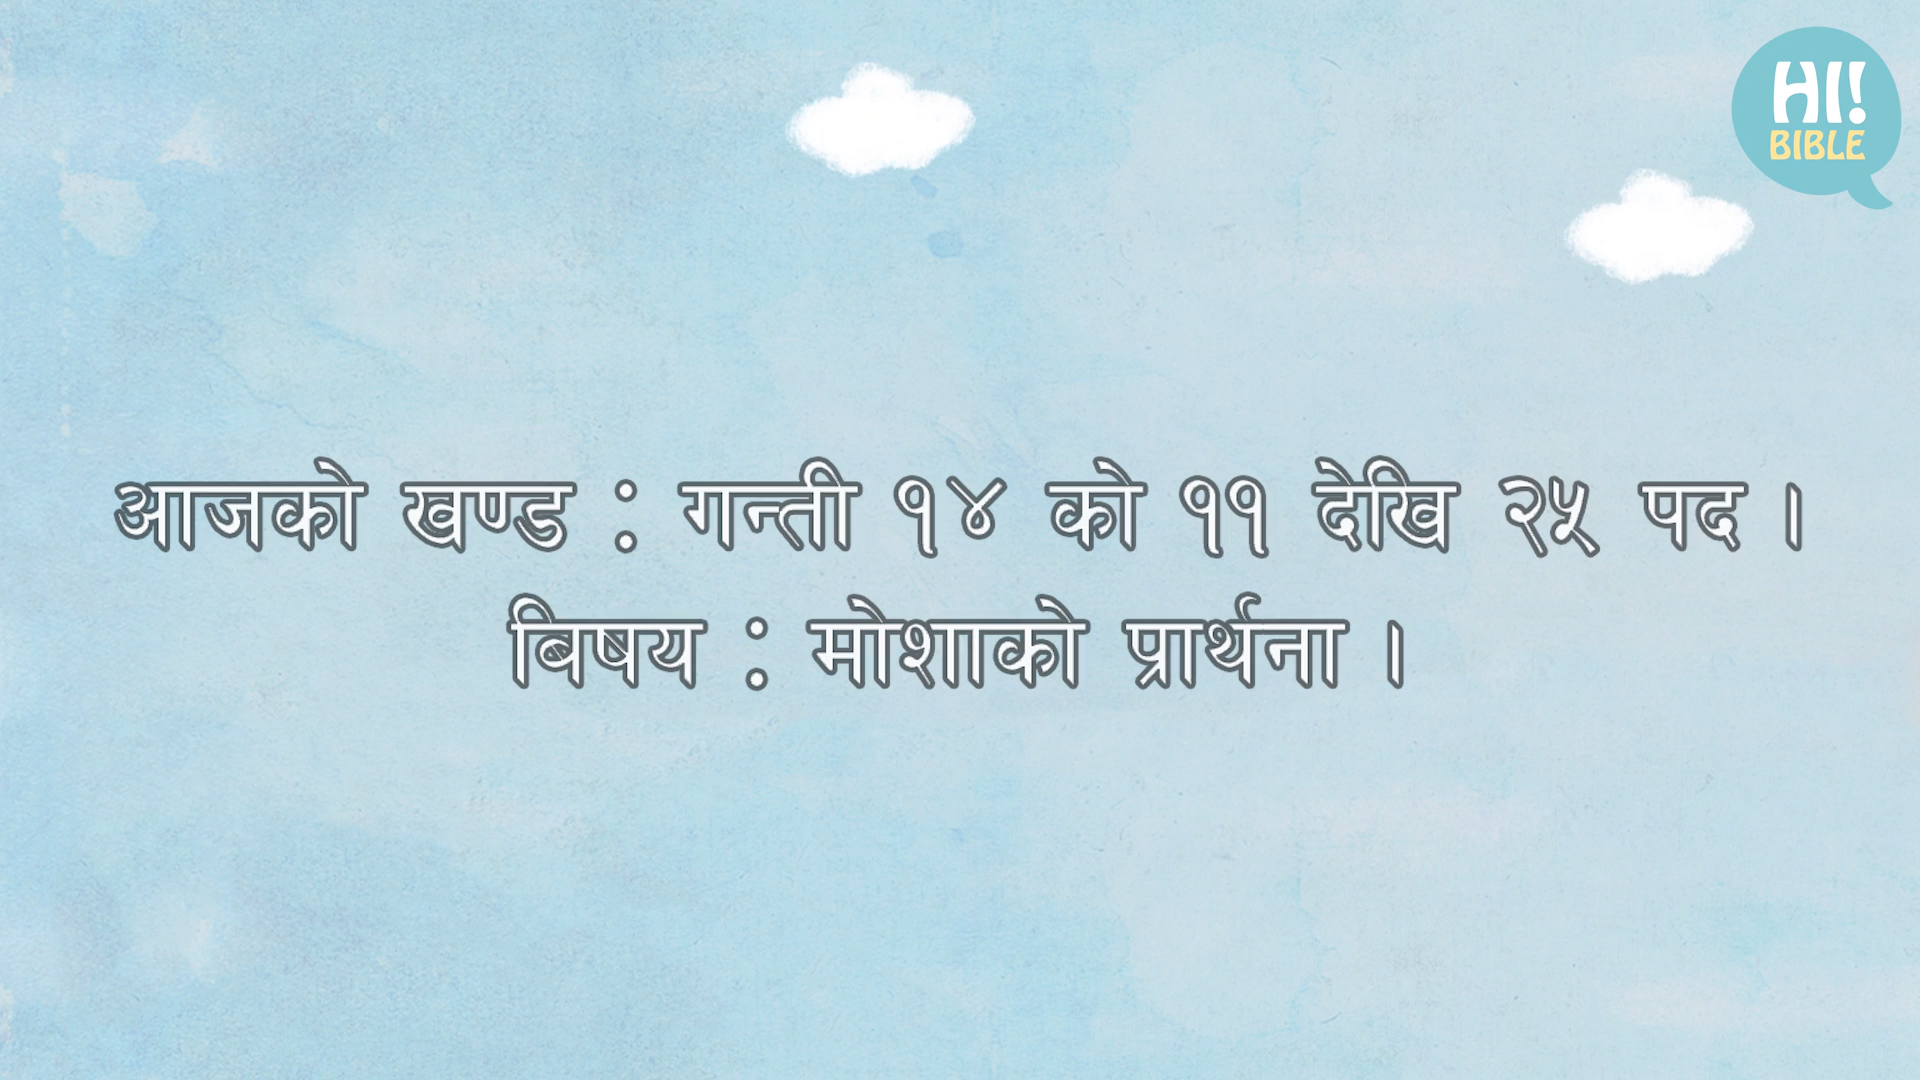 HI!
BIBLE
आजको खण्ड : गन्ती १४ को ११ देखि २५ पद ।
बिषय : मोशाको प्रार्थना ।